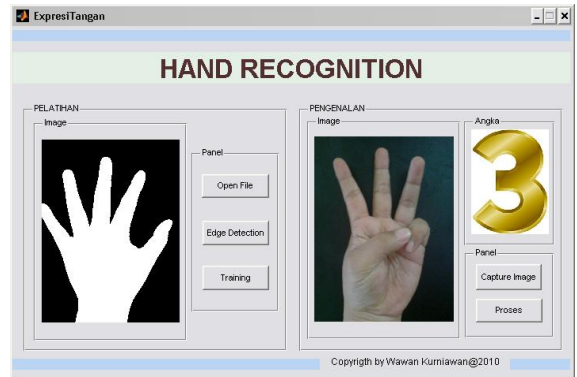 ExpresiTangan
HAND RECOGNITION
PELATIHAN
Image
Panel
Open File
Edge Detection
Training
PENGENALAN
Image
Angka
3
Panel
Capture Image
Proses
Copyrigth by Wawan Kurniawan@2010